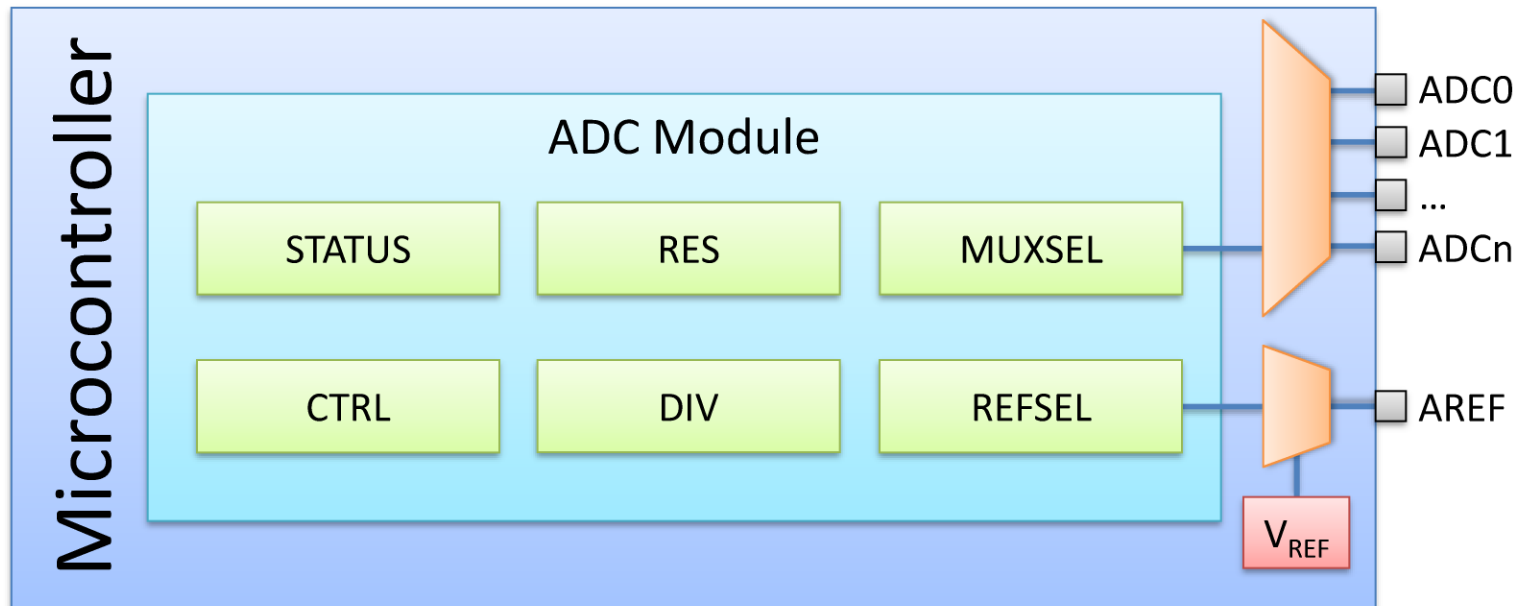 Microcontroller
ADC Module
STATUS
RES
MUXSEL
CTRL
DIV
REFSEL
ADC0
ADC1
...
ADCn
AREF
VREF